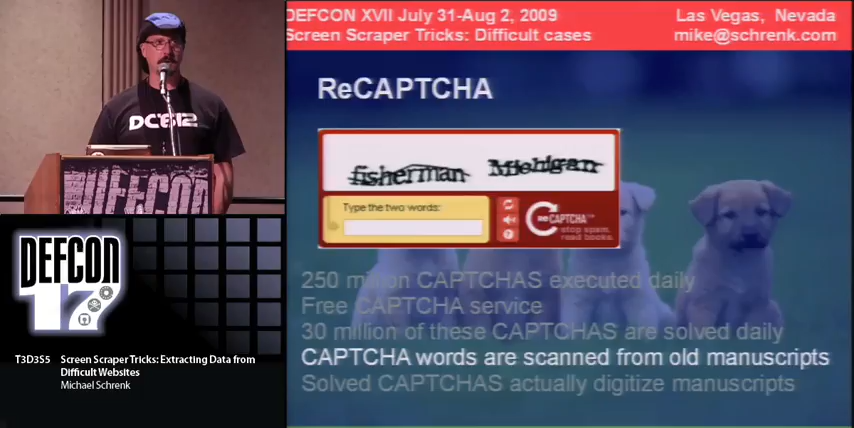 DEFCON XVII July 31-Aug 2, 2009
Las Vegas, Nevada
Screen Scraper Tricks: Difficult cases
mike@schrenk.com
DC612
DEFCON
ReCAPTCHA
fisherman Michigan
Type the two words:
reCAPTCHA™
stop spam.
read books.
250 million CAPTCHAS executed daily
Free CAPTCHA service
30 million of these CAPTCHAS are solved daily
CAPTCHA words are scanned from old manuscripts
Solved CAPTCHAS actually digitize manuscripts
DEFCON
17
T3D3S5 Screen Scraper Tricks: Extracting Data from
Difficult Websites
Michael Schrenk